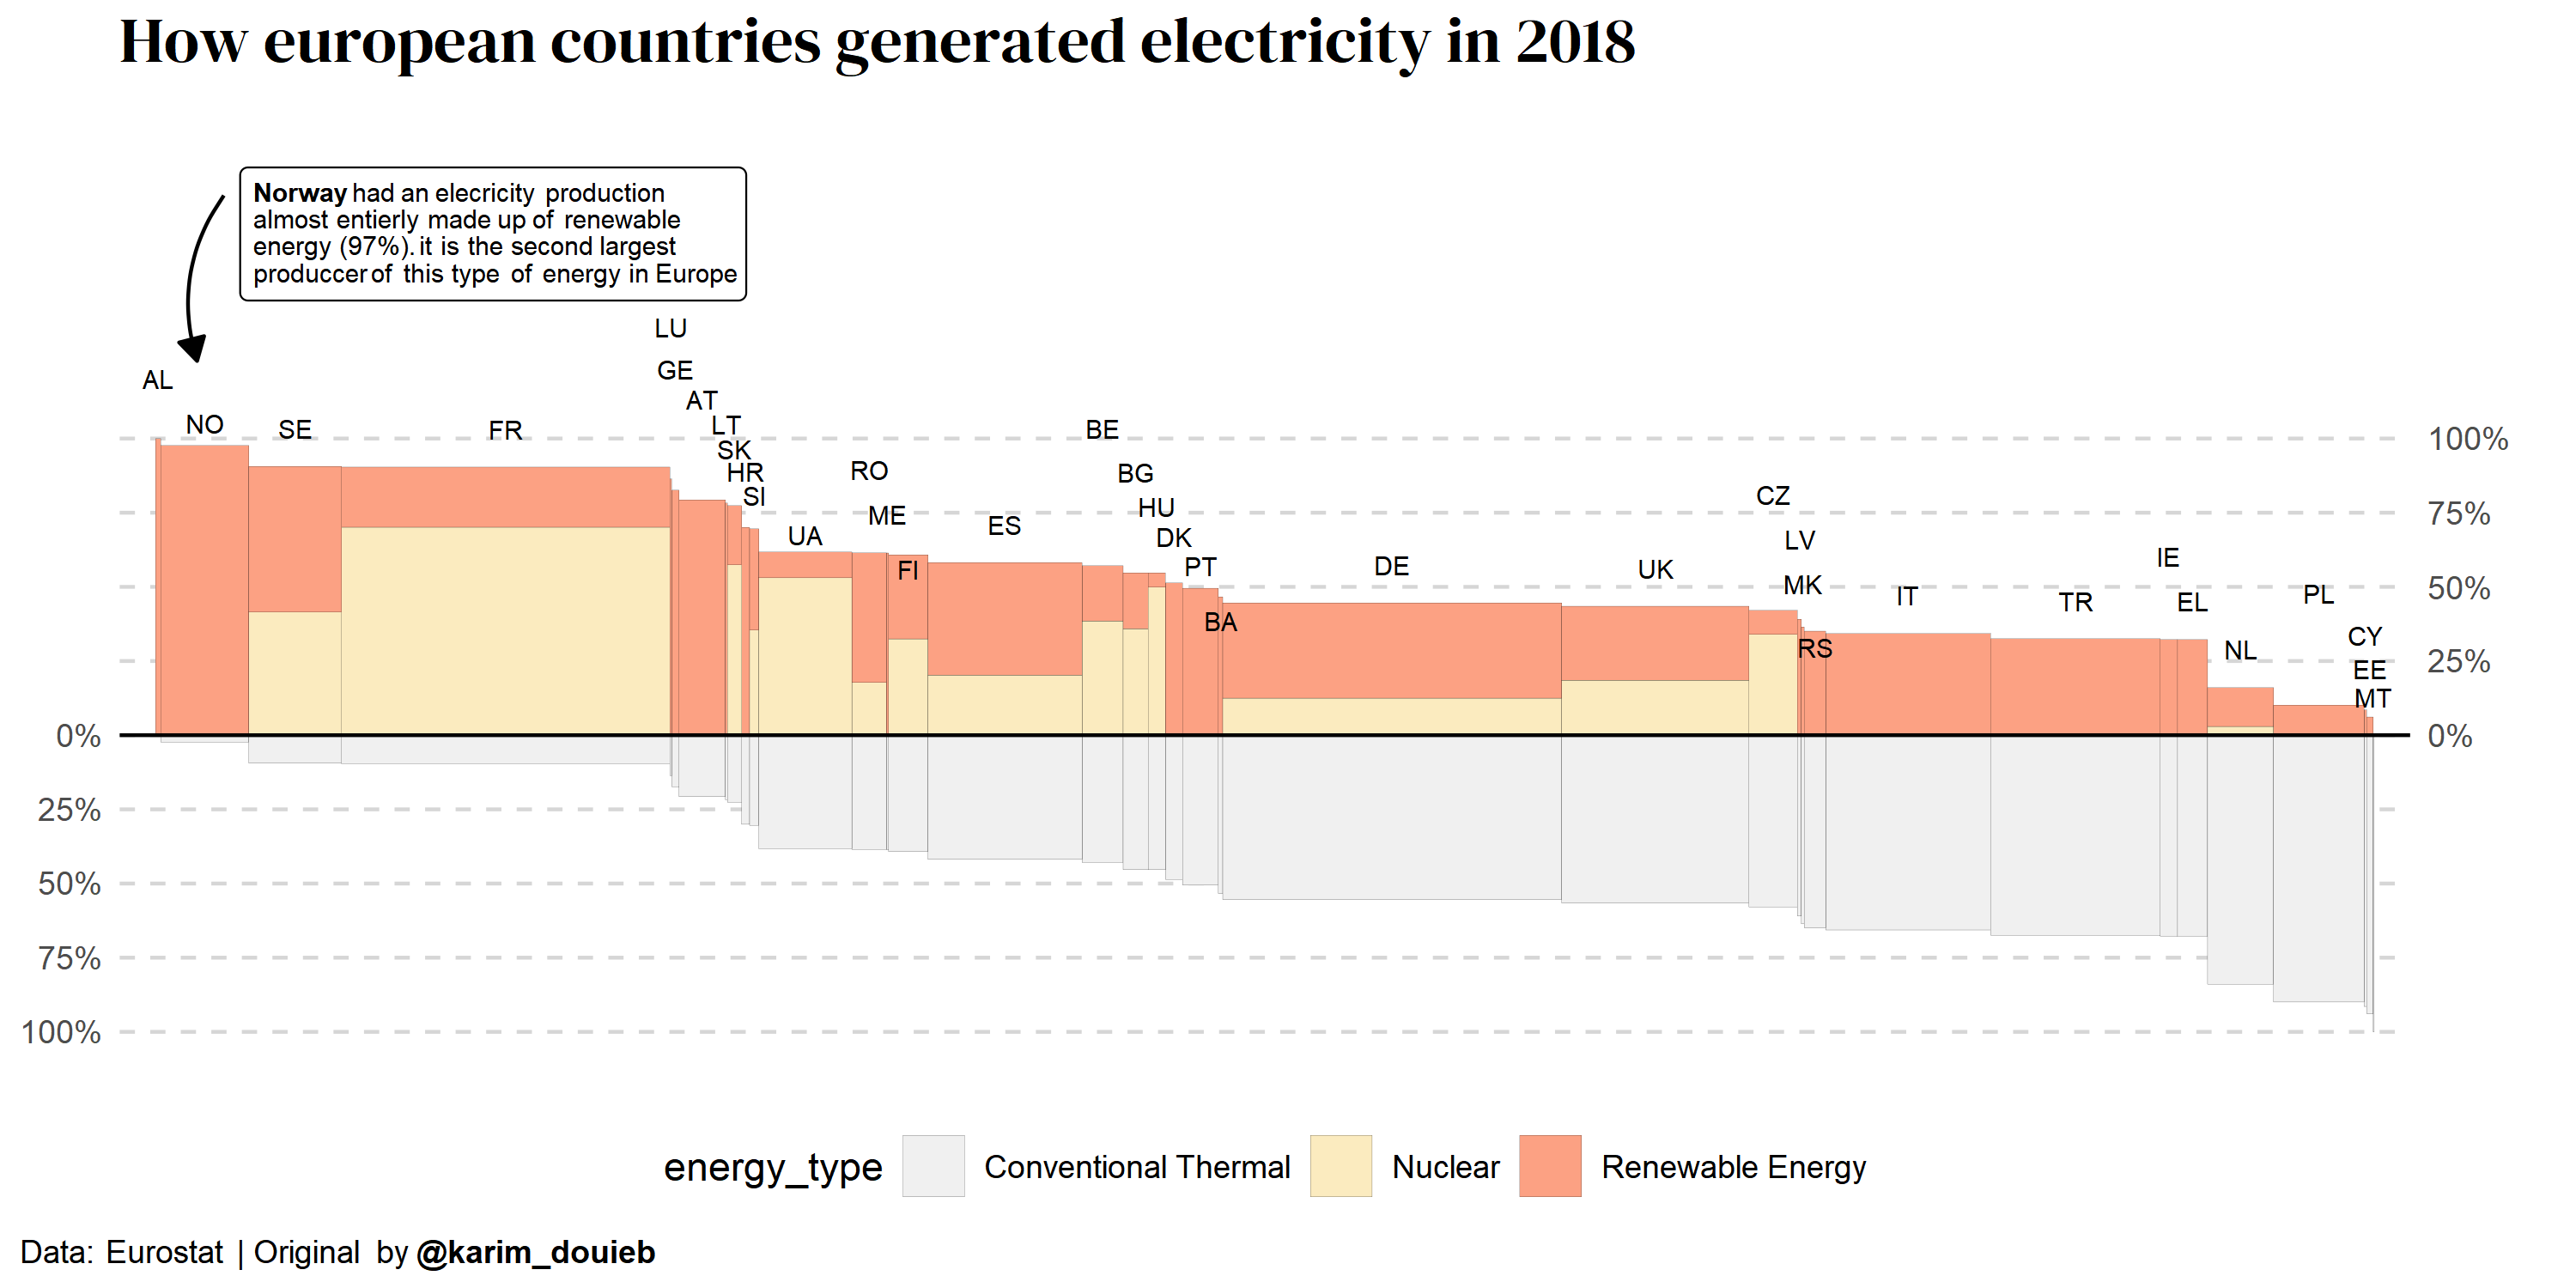 How european countries generated electricity in 2018
Norway had an elecricity production
almost entierly made up of renewable
energy (97%). it is the second largest
produccer of this type of energy in Europe
LU
GE
AL
AT
NO
SE
FR
LT
BE
100%
SK
HR
RO
BG
SI
CZ
ME
HU
75%
ES
UA
DK
LV
IE
FI
PT
DE
UK
MK
50%
IT
TR
EL
PL
BA
CY
RS
NL
25%
EE
MT
0%
0%
25%
50%
75%
100%
energy_type
Conventional Thermal
Nuclear
Renewable Energy
Data: Eurostat | Original by @karim_douieb